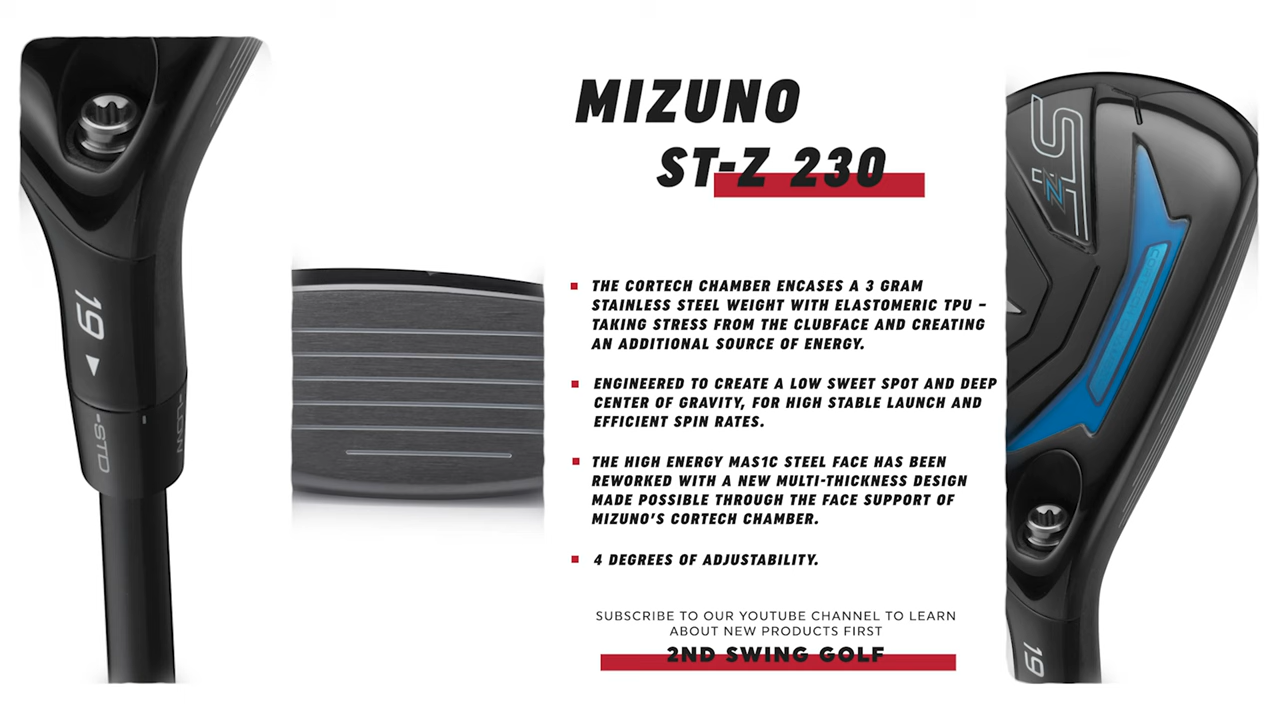 MIZUNO
ST-Z 230
THE CORTECH CHAMBER ENCASES A 3 GRAM
STAINLESS STEEL WEIGHT WITH ELASTOMERIC TPU –
TAKING STRESS FROM THE CLUBFACE AND CREATING
AN ADDITIONAL SOURCE OF ENERGY.
ENGINEERED TO CREATE A LOW SWEET SPOT AND DEEP
CENTER OF GRAVITY, FOR HIGH STABLE LAUNCH AND
EFFICIENT SPIN RATES.
THE HIGH ENERGY MAS1C STEEL FACE HAS BEEN
REWORKED WITH A NEW MULTI-THICKNESS DESIGN
MADE POSSIBLE THROUGH THE FACE SUPPORT OF
MIZUNO'S CORTECH CHAMBER.
4 DEGREES OF ADJUSTABILITY.
SUBSCRIBE TO OUR YOUTUBE CHANNEL TO LEARN
ABOUT NEW PRODUCTS FIRST
2ND SWING GOLF
19
STD
ST
Z
19